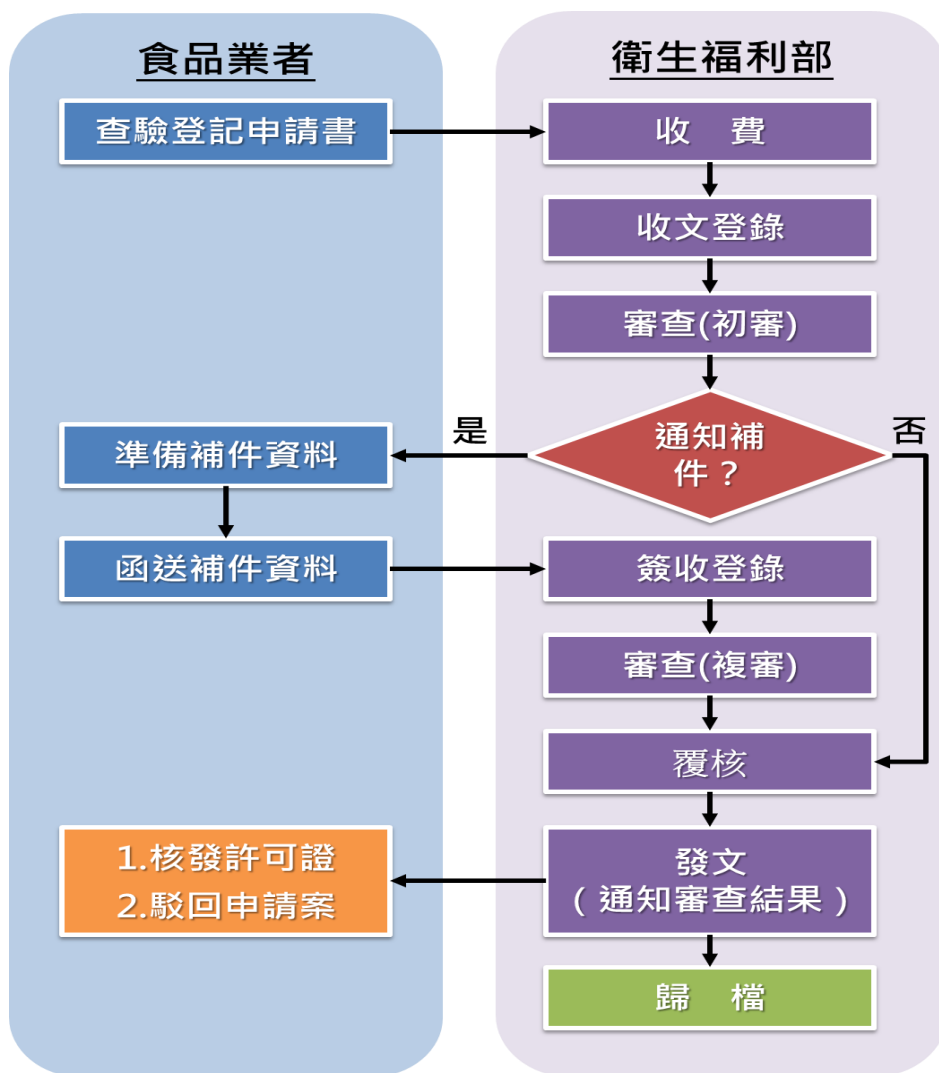 食品業者
衛生福利部
查驗登記申請書
收　費
收文登錄
審查(初審)
通知補
件？
是
否
準備補件資料
函送補件資料
簽收登錄
審查(複審)
覆核
1.核發許可證
2.駁回申請案
發文
(通知審查結果)
歸　檔